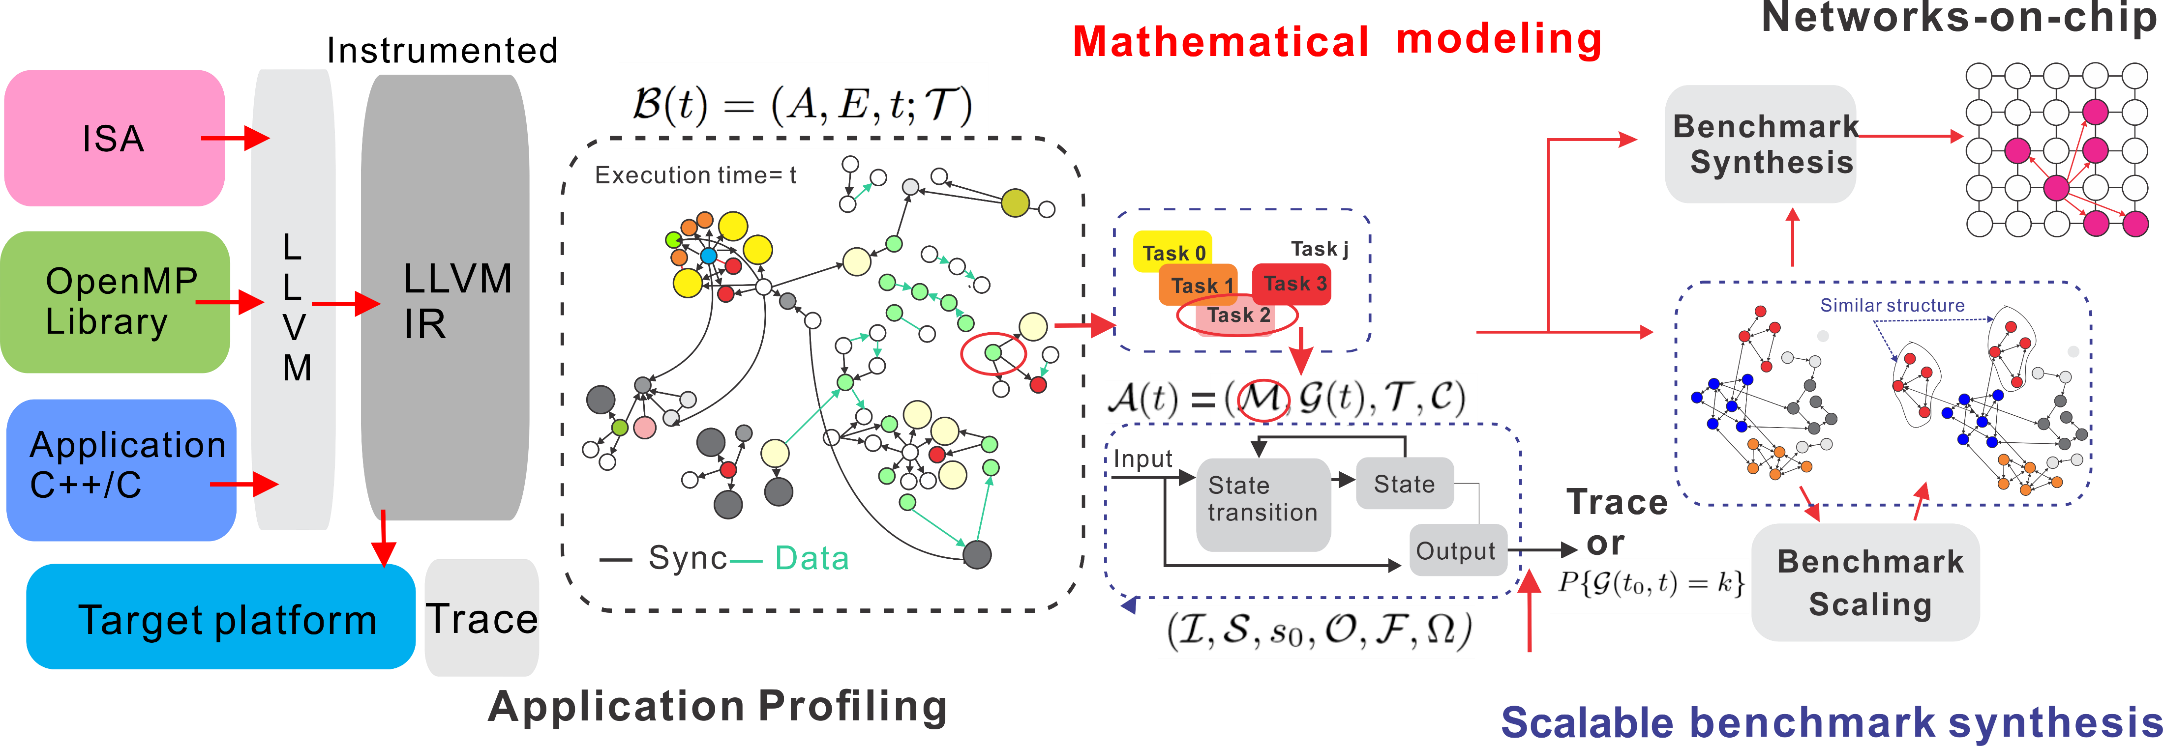 Instrumented
ISA
OpenMP
Library
Application
C++/C
L
L
V
M
LLVM
IR
Target platform
Trace
Application Profiling
𝓑(t) = (A, E, t; 𝒯)
Execution time= t
Sync
Data
Mathematical modeling
Task 0
Task j
Task 1
Task 3
Task 2
𝒜(t) = (ℳ, 𝒢(t), 𝒯, 𝒞)
Input
State
transition
State
Output
(ℐ, 𝒮, s₀, 𝒪, ℱ, Ω)
Trace
or
P{𝒢(t₀, t) = k}
Networks-on-chip
Benchmark
Synthesis
Similar structure
Benchmark
Scaling
Scalable benchmark synthesis